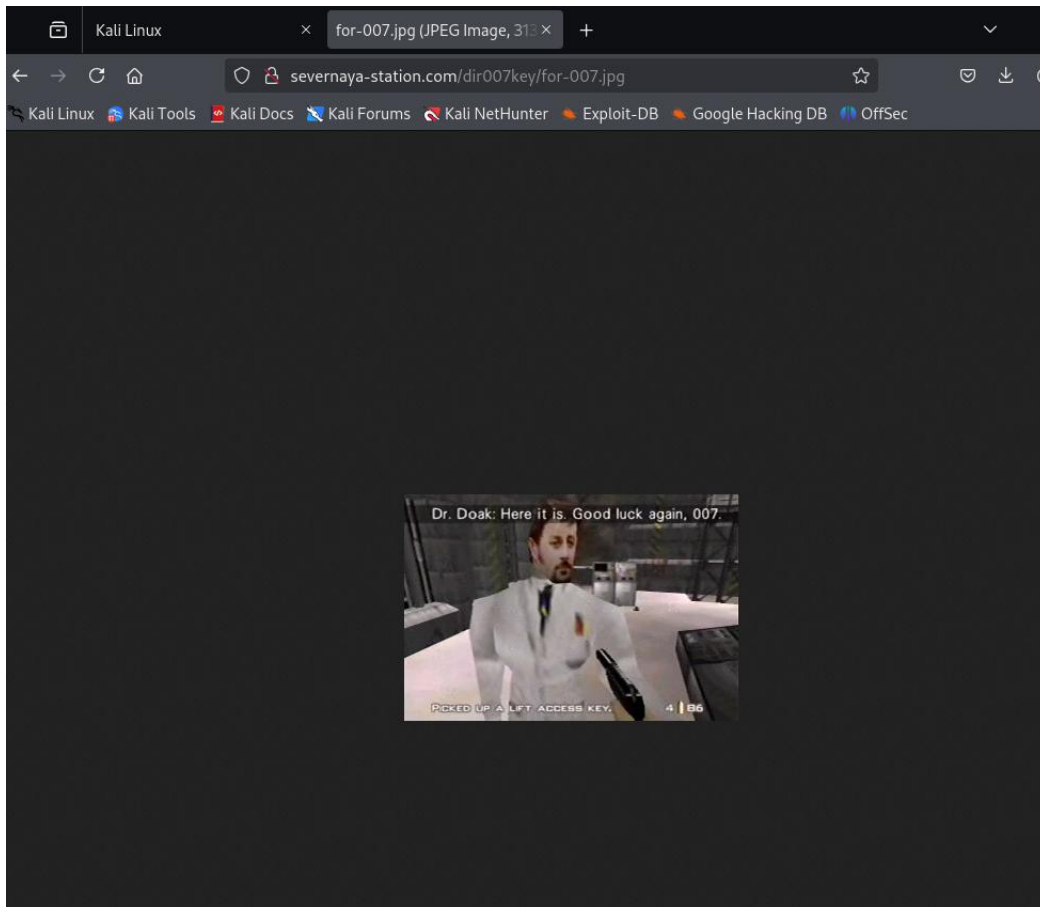 Kali Linux
for-007.jpg (JPEG Image, 313
severnaya-station.com/dir007key/for-007.jpg
Kali Linux Kali Tools Kali Docs Kali Forums Kali NetHunter Exploit-DB Google Hacking DB OffSec
Dr. Doak: Here it is. Good luck again, 007.
PICKED UP A LIFT ACCESS KEY. 4 86